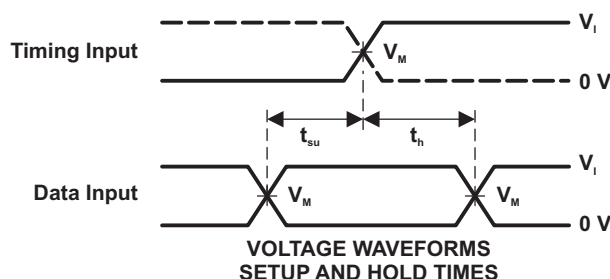 V_I
Timing Input
V_M
0 V
t_su
t_h
V_I
Data Input
V_M
V_M
0 V
VOLTAGE WAVEFORMS
SETUP AND HOLD TIMES